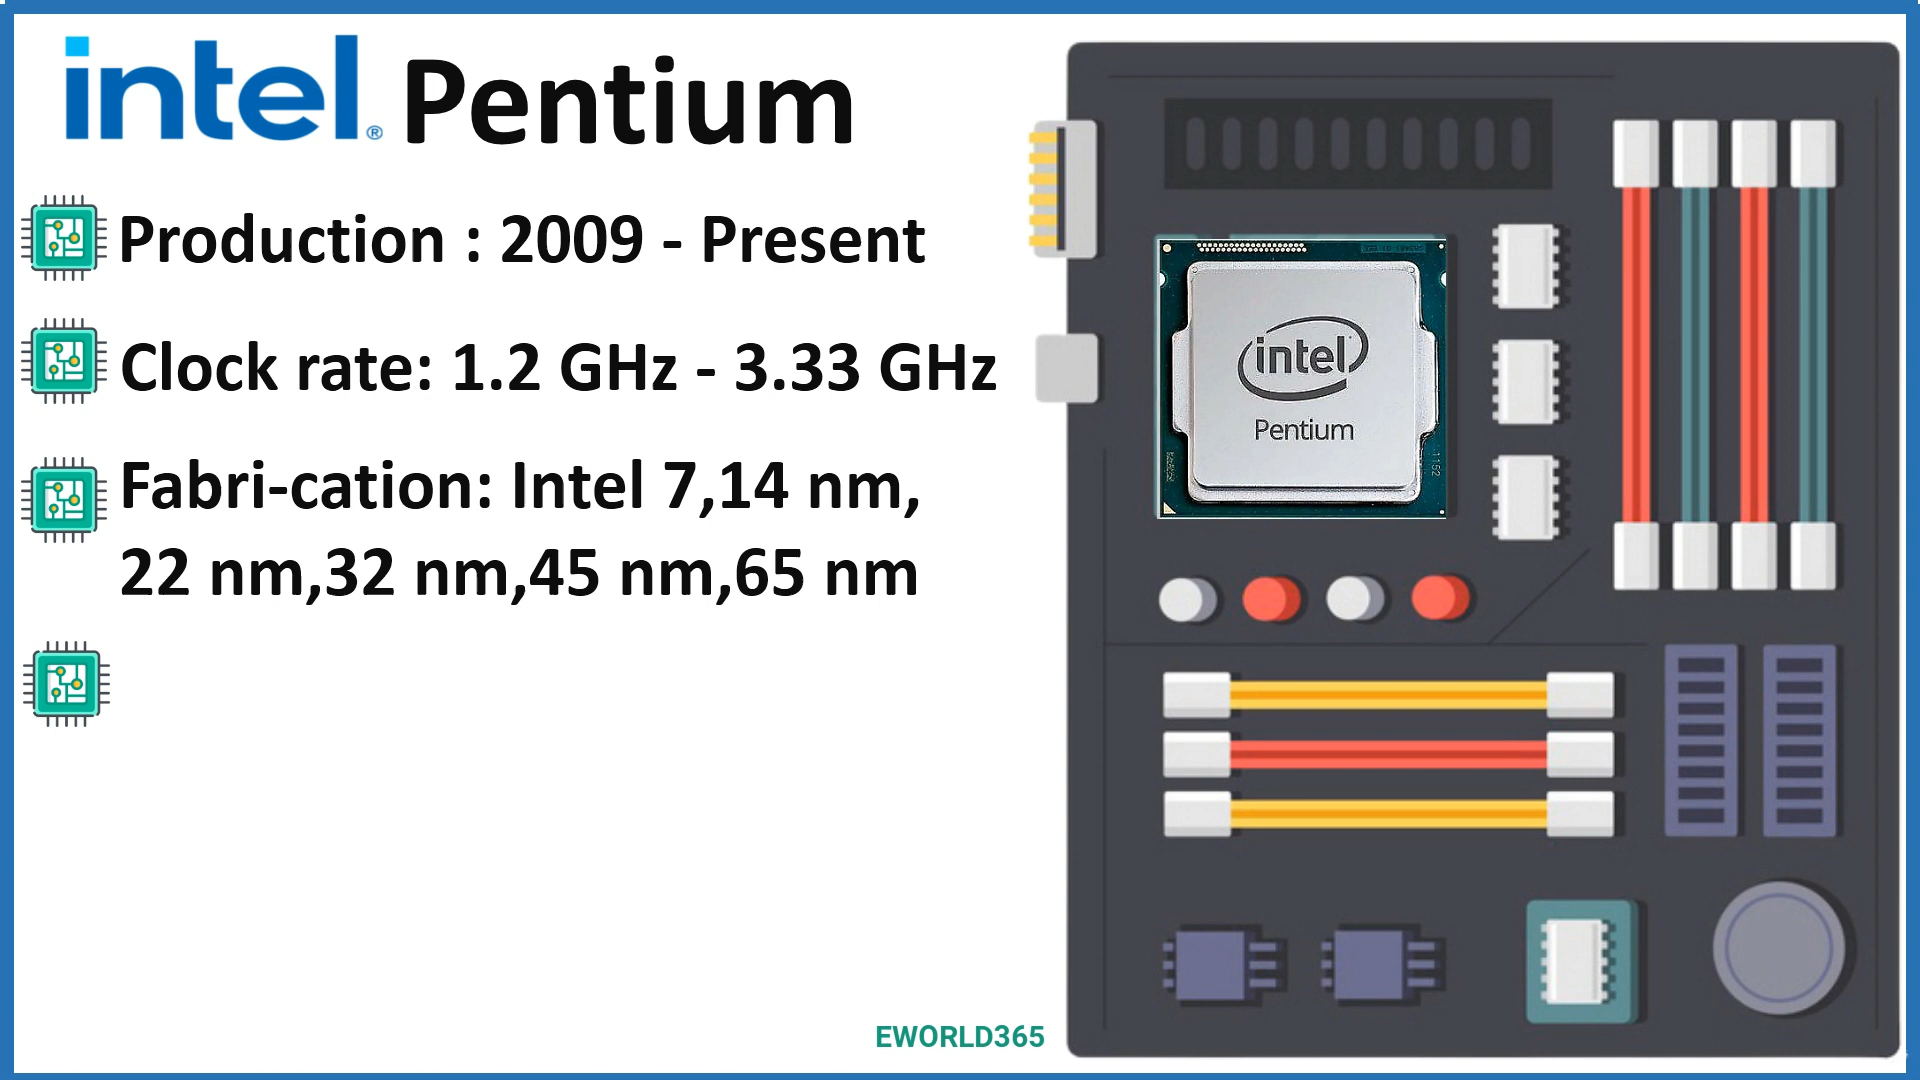 intel® Pentium
Production : 2009 - Present
Clock rate: 1.2 GHz - 3.33 GHz
Fabri-cation: Intel 7,14 nm,
22 nm,32 nm,45 nm,65 nm
intel
Pentium
1152
EWORLD365